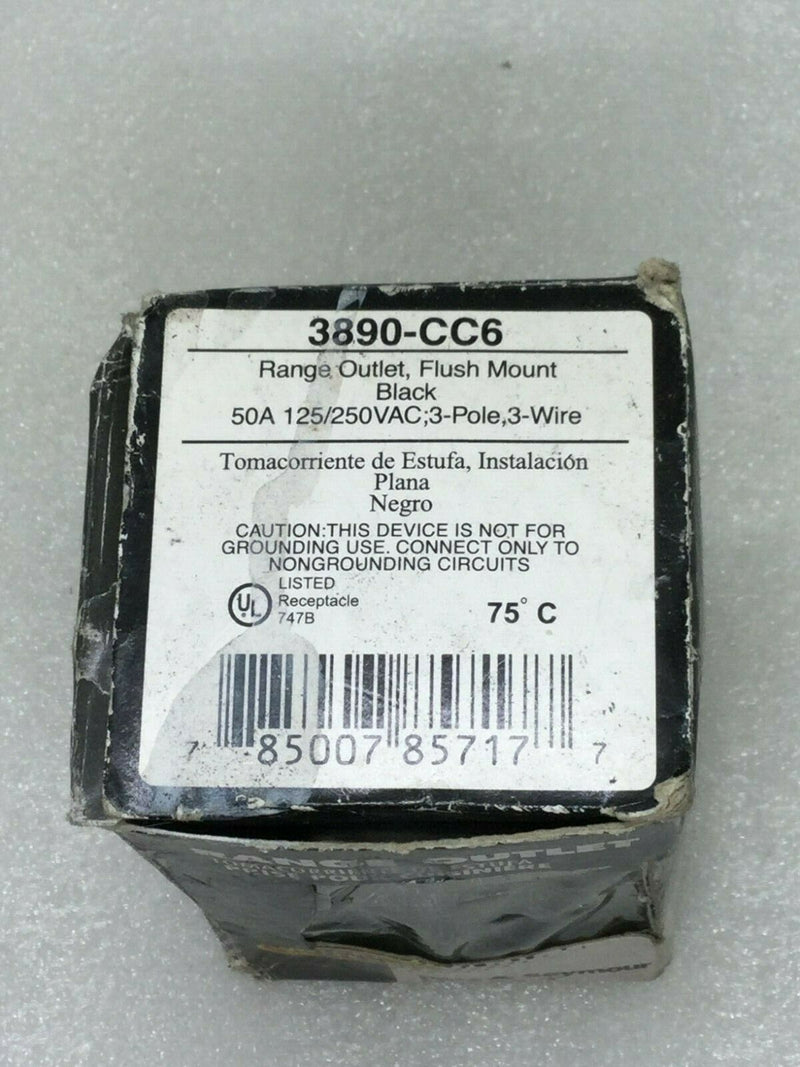 3890-CC6
Range Outlet, Flush Mount
Black
50A 125/250VAC;3-Pole,3-Wire
Tomacorriente de Estufa, Instalación
Plana
Negro
CAUTION:THIS DEVICE IS NOT FOR
GROUNDING USE. CONNECT ONLY TO
NONGROUNDING CIRCUITS
UL LISTED
Receptacle
747B
75° C
7 85007 85717 7
RANGE OUTLET
Seymour